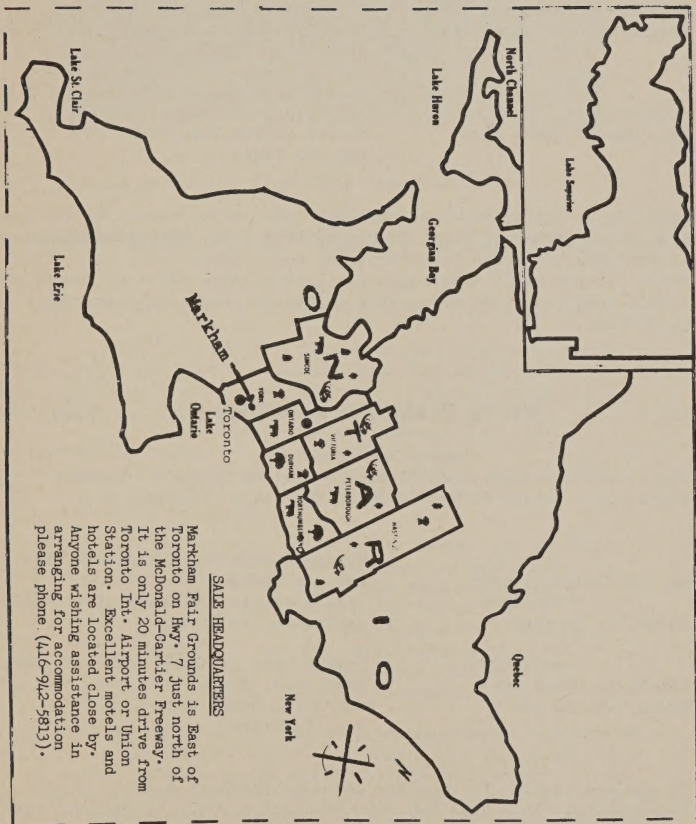 Lake Superior
Quebec
North Channel
Lake Huron
Georgian Bay
ONTARIO
SIMCOE
VICTORIA
PETERBOROUGH
YORK
ONTARIO
DURHAM
N
Markham
Toronto
Lake
Ontario
New York
Lake St. Clair
Lake Erie
SALE HEADQUARTERS
Markham Fair Grounds is East of
Toronto on Hwy. 7 just north of
the McDonald-Cartier Freeway.
It is only 20 minutes drive from
Toronto Int. Airport or Union
Station. Excellent motels and
hotels are located close by.
Anyone wishing assistance in
arranging for accommodation
please phone (416-942-5813).